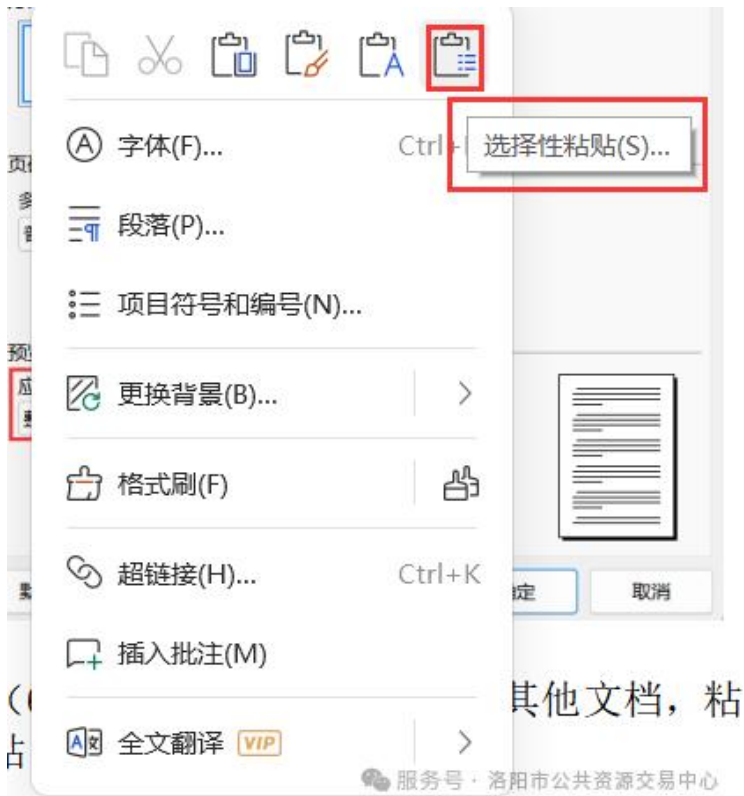 选择性粘贴(S)...
字体(F)...
Ctrl+
段落(P)...
项目符号和编号(N)...
更换背景(B)...
格式刷(F)
超链接(H)... Ctrl+K
取消
插入批注(M)
其他文档，粘
全文翻译 VIP
服务号 · 洛阳市公共资源交易中心